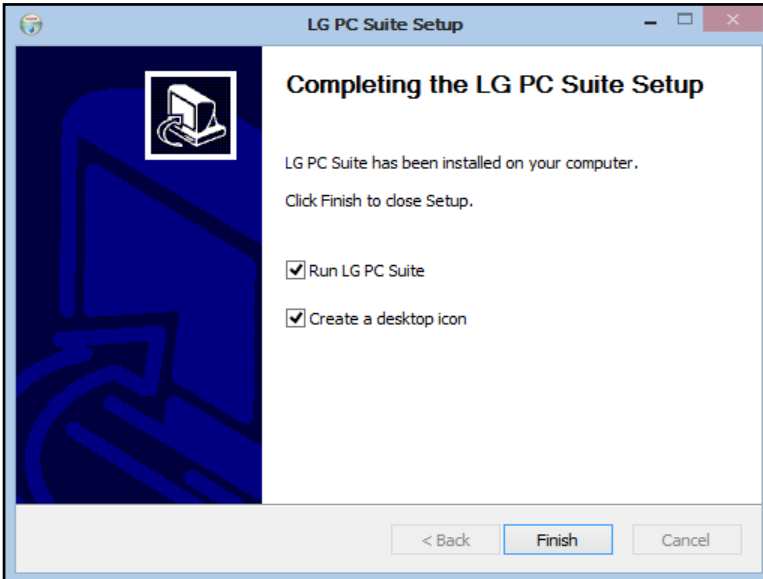 LG PC Suite Setup
Completing the LG PC Suite Setup
LG PC Suite has been installed on your computer.
Click Finish to close Setup.
Run LG PC Suite
Create a desktop icon
< Back Finish Cancel